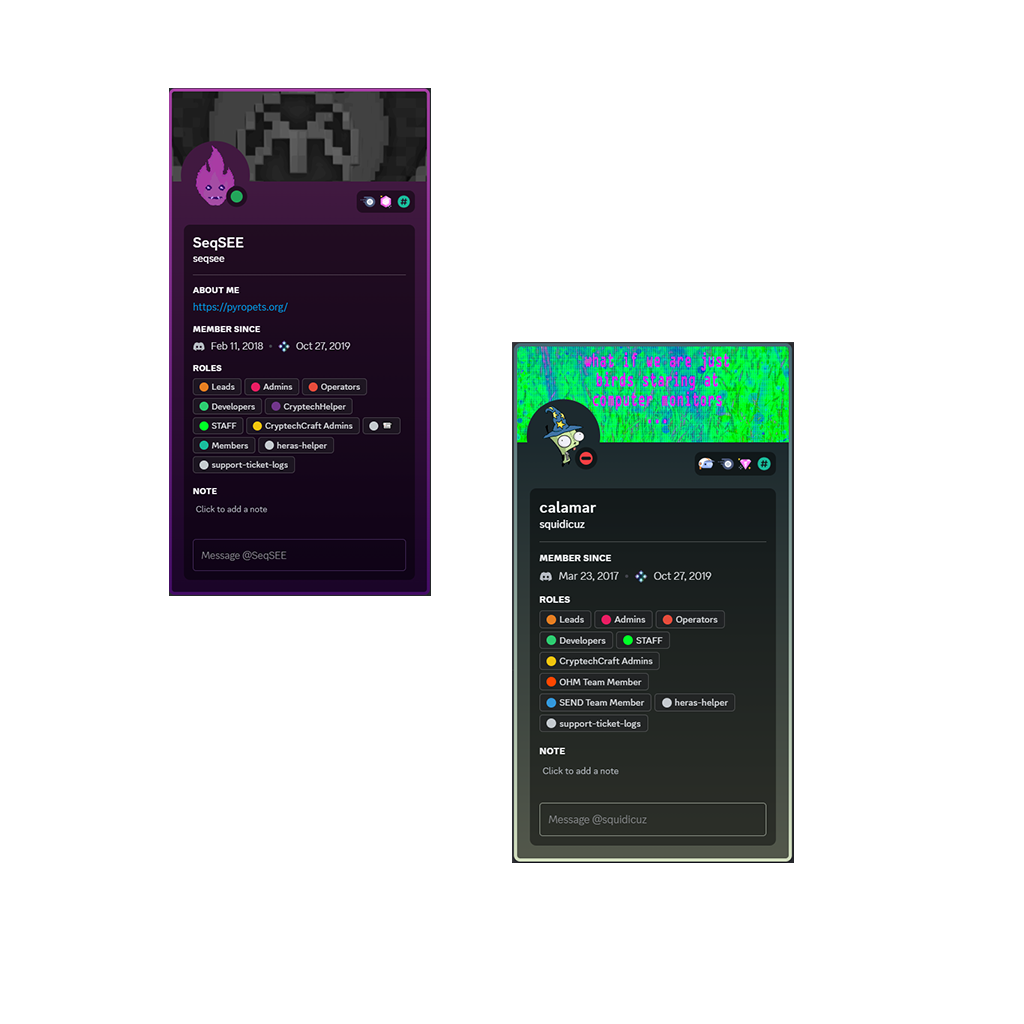 SeqSEE
seqsee
ABOUT ME
https://pyropets.org/
MEMBER SINCE
Feb 11, 2018 • Oct 27, 2019
ROLES
Leads Admins Operators
Developers CryptechHelper
STAFF CryptechCraft Admins
Members heras-helper
support-ticket-logs
NOTE
Click to add a note
Message @SeqSEE
what if we are just
birds staring at
computer monitors
calamar
squidicuz
MEMBER SINCE
Mar 23, 2017 • Oct 27, 2019
ROLES
Leads Admins Operators
Developers STAFF
CryptechCraft Admins
OHM Team Member
SEND Team Member heras-helper
support-ticket-logs
NOTE
Click to add a note
Message @squidicuz